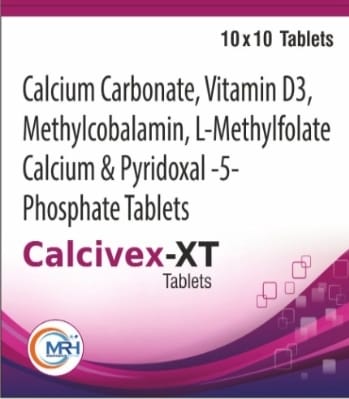 10x10 Tablets
Calcium Carbonate, Vitamin D3,
Methylcobalamin, L-Methylfolate
Calcium & Pyridoxal -5-
Phosphate Tablets
Calcivex-XT
Tablets
MRH